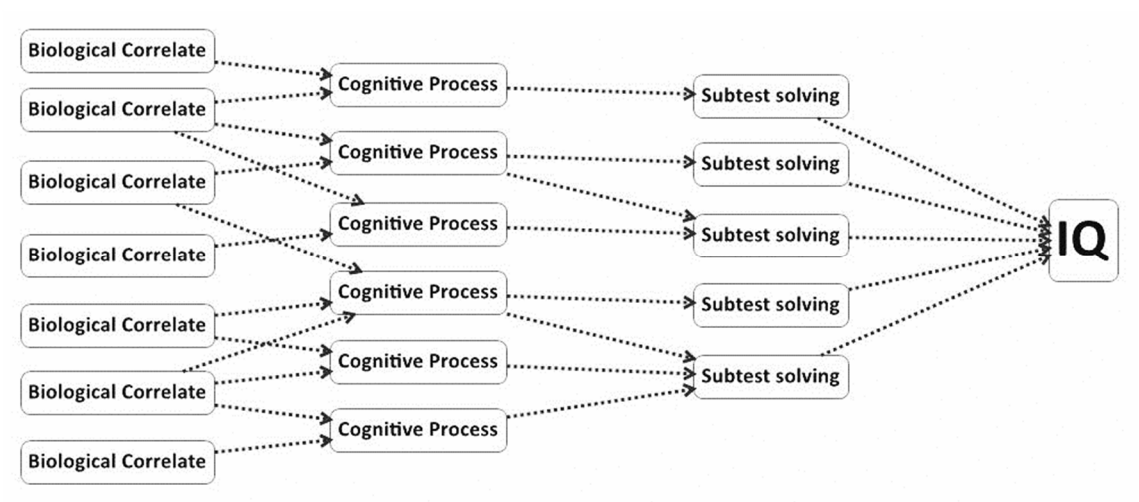 Biological Correlate
Biological Correlate
Biological Correlate
Biological Correlate
Biological Correlate
Biological Correlate
Biological Correlate
Cognitive Process
Cognitive Process
Cognitive Process
Cognitive Process
Cognitive Process
Cognitive Process
Subtest solving
Subtest solving
Subtest solving
Subtest solving
Subtest solving
IQ